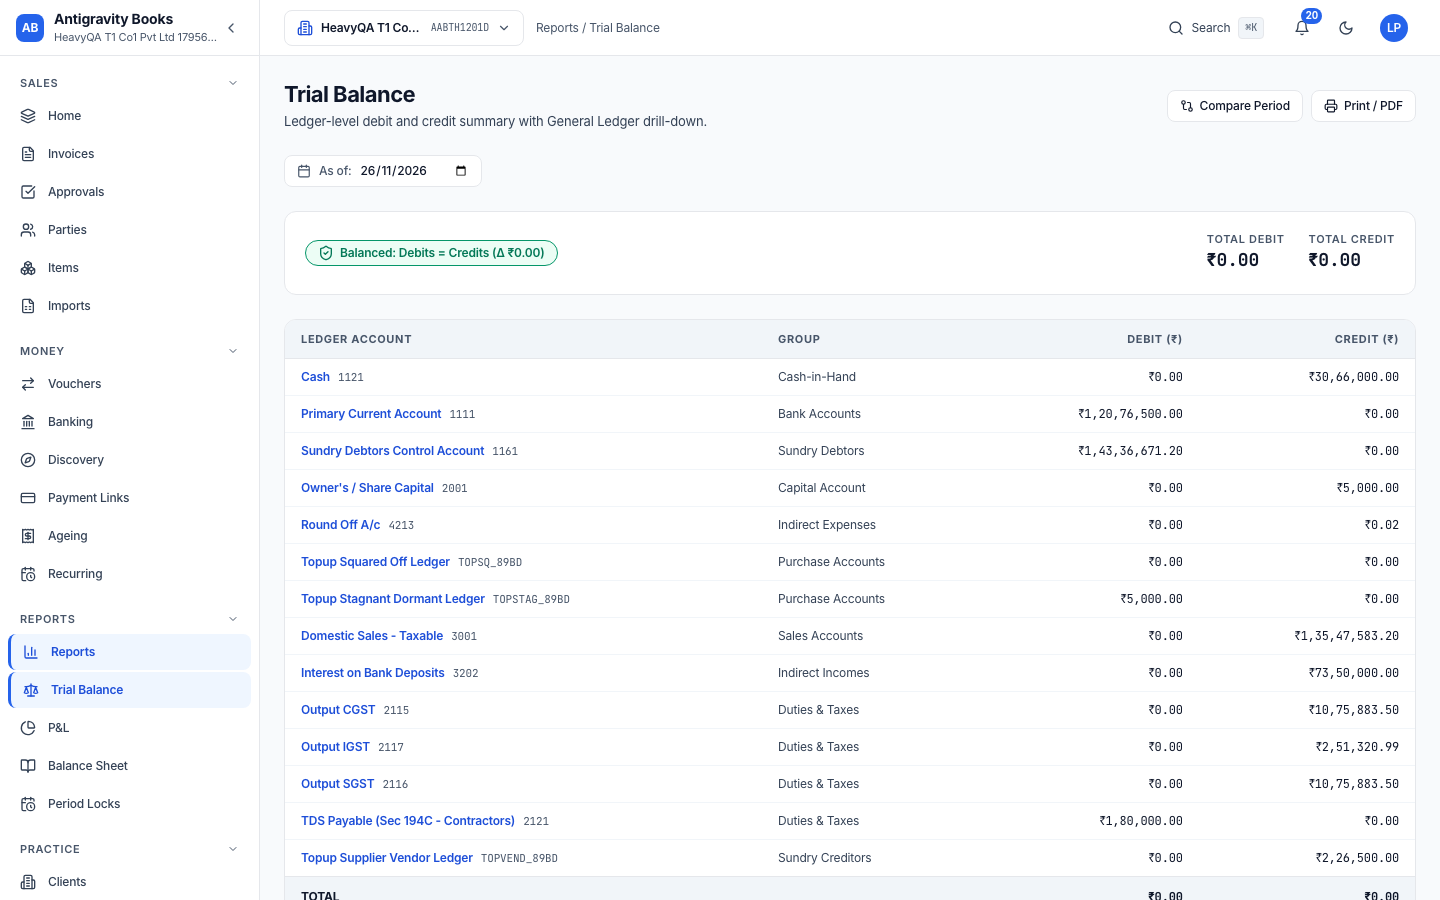 AB
Antigravity Books
HeavyQA T1 Co1 Pvt Ltd 17956...
HeavyQA T1 Co... AABTH1201D
Reports / Trial Balance
Search ⌘K
20
LP
SALES
Home
Invoices
Approvals
Parties
Items
Imports
MONEY
Vouchers
Banking
Discovery
Payment Links
Ageing
Recurring
REPORTS
Reports
Trial Balance
P&L
Balance Sheet
Period Locks
PRACTICE
Clients
Trial Balance
Ledger-level debit and credit summary with General Ledger drill-down.
Compare Period
Print / PDF
As of: 26/11/2026
Balanced: Debits = Credits (Δ ₹0.00)
TOTAL DEBIT TOTAL CREDIT
₹0.00 ₹0.00
LEDGER ACCOUNT GROUP DEBIT (₹) CREDIT (₹)
Cash 1121 Cash-in-Hand ₹0.00 ₹30,66,000.00
Primary Current Account 1111 Bank Accounts ₹1,20,76,500.00 ₹0.00
Sundry Debtors Control Account 1161 Sundry Debtors ₹1,43,36,671.20 ₹0.00
Owner's / Share Capital 2001 Capital Account ₹0.00 ₹5,000.00
Round Off A/c 4213 Indirect Expenses ₹0.00 ₹0.02
Topup Squared Off Ledger TOPSQ_89BD Purchase Accounts ₹0.00 ₹0.00
Topup Stagnant Dormant Ledger TOPSTAG_89BD Purchase Accounts ₹5,000.00 ₹0.00
Domestic Sales - Taxable 3001 Sales Accounts ₹0.00 ₹1,35,47,583.20
Interest on Bank Deposits 3202 Indirect Incomes ₹0.00 ₹73,50,000.00
Output CGST 2115 Duties & Taxes ₹0.00 ₹10,75,883.50
Output IGST 2117 Duties & Taxes ₹0.00 ₹2,51,320.99
Output SGST 2116 Duties & Taxes ₹0.00 ₹10,75,883.50
TDS Payable (Sec 194C - Contractors) 2121 Duties & Taxes ₹1,80,000.00 ₹0.00
Topup Supplier Vendor Ledger TOPVEND_89BD Sundry Creditors ₹0.00 ₹2,26,500.00
TOTAL ₹0.00 ₹0.00